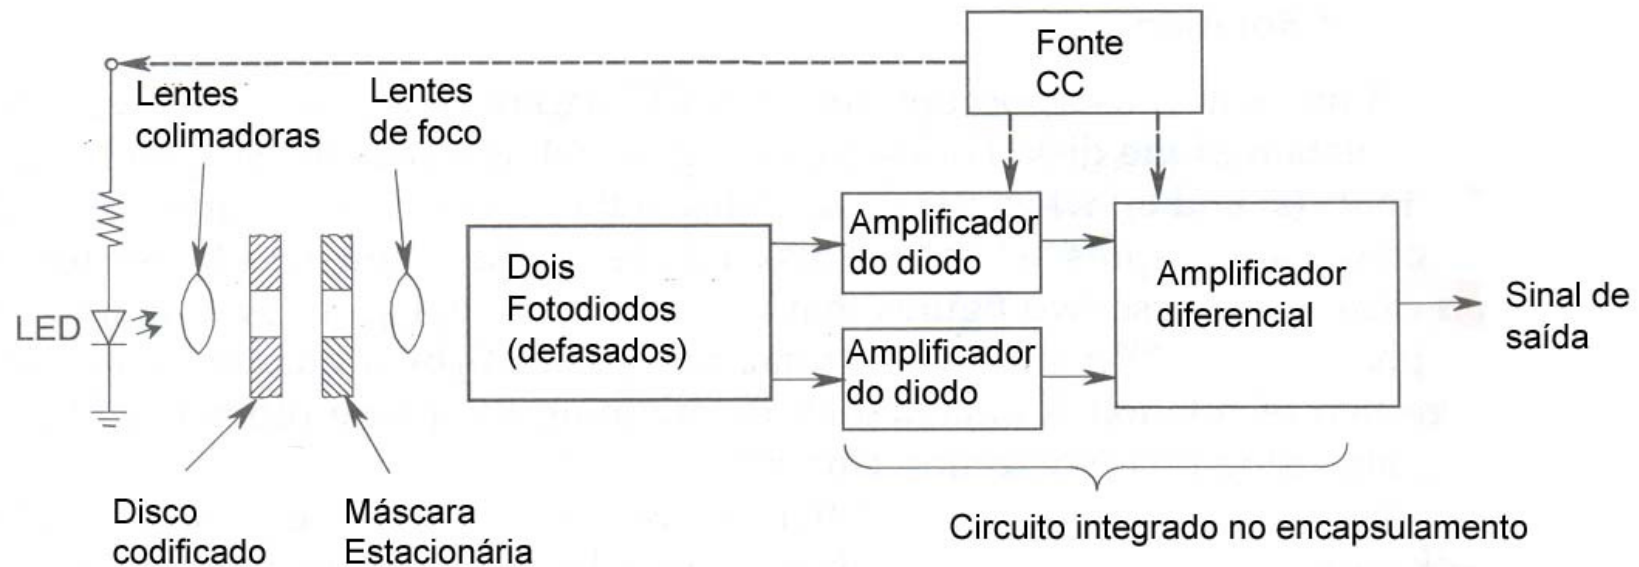 Fonte
CC
Lentes
colimadoras
Lentes
de foco
LED
Dois
Fotodiodos
(defasados)
Amplificador
do diodo
Amplificador
do diodo
Amplificador
diferencial
Sinal de
saída
Disco
codificado
Máscara
Estacionária
Circuito integrado no encapsulamento